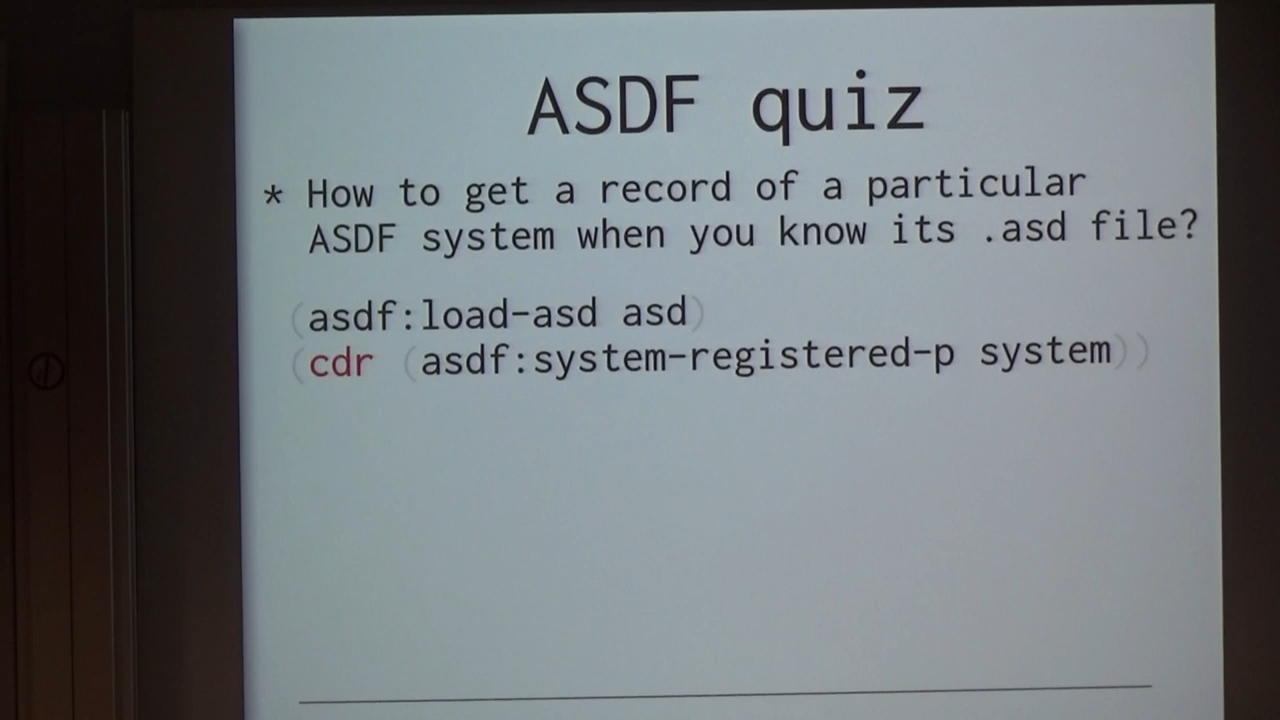 ASDF quiz
* How to get a record of a particular
ASDF system when you know its .asd file?
(asdf:load-asd asd)
(cdr (asdf:system-registered-p system))